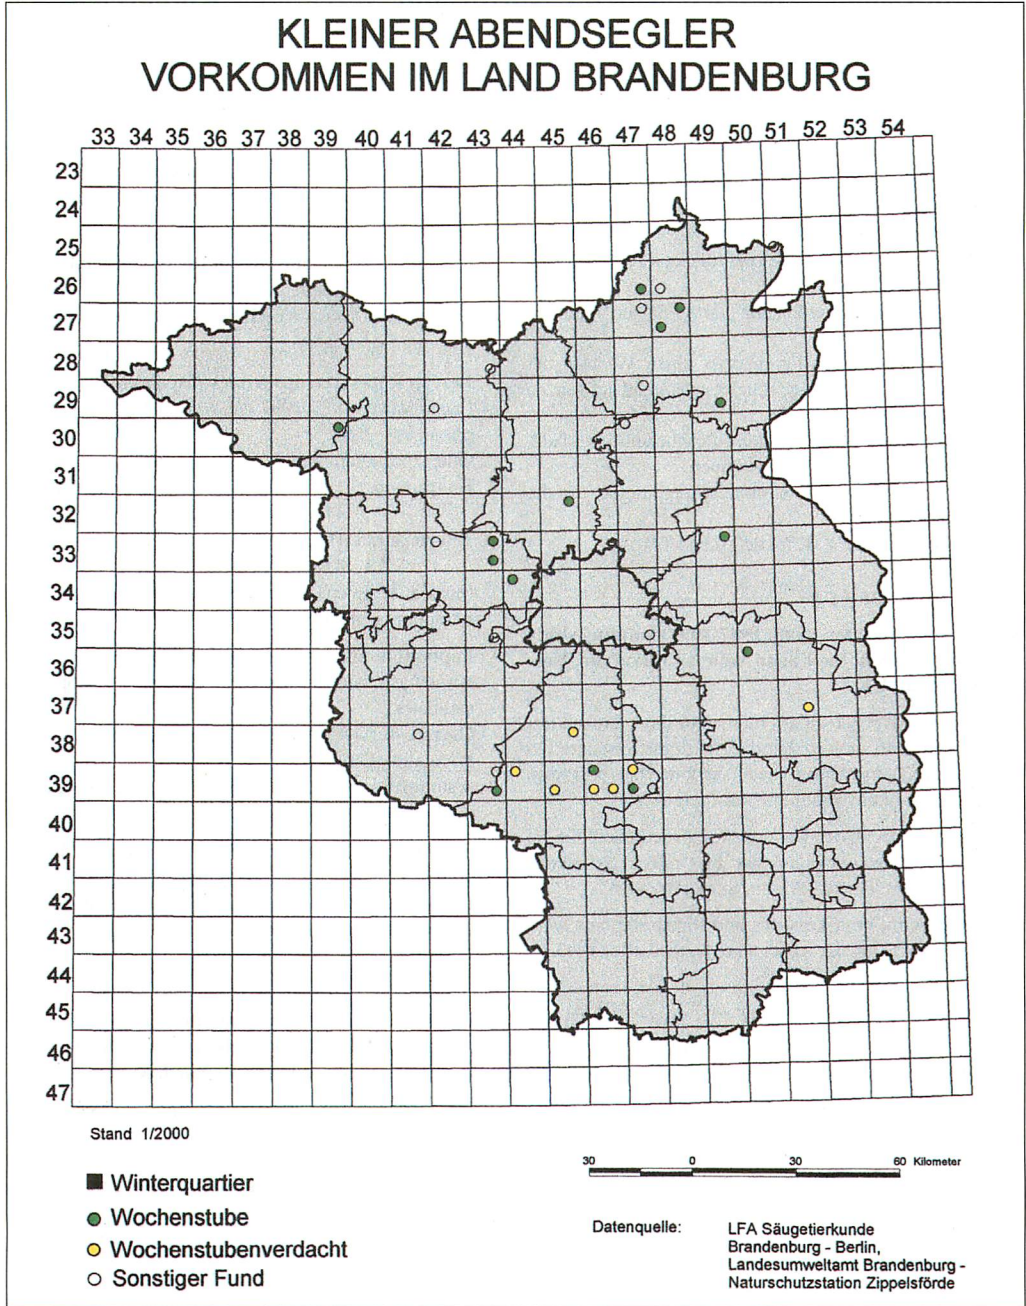 KLEINER ABENDSEGLER
VORKOMMEN IM LAND BRANDENBURG
33 34 35 36 37 38 39 40 41 42 43 44 45 46 47 48 49 50 51 52 53 54
23
24
25
26
27
28
29
30
31
32
33
34
35
36
37
38
39
40
41
42
43
44
45
46
47
Stand 1/2000
30 0 30 60 Kilometer
Winterquartier
Wochenstube
Wochenstubenverdacht
Sonstiger Fund
Datenquelle: LFA Säugetierkunde
Brandenburg - Berlin,
Landesumweltamt Brandenburg -
Naturschutzstation Zippelsförde